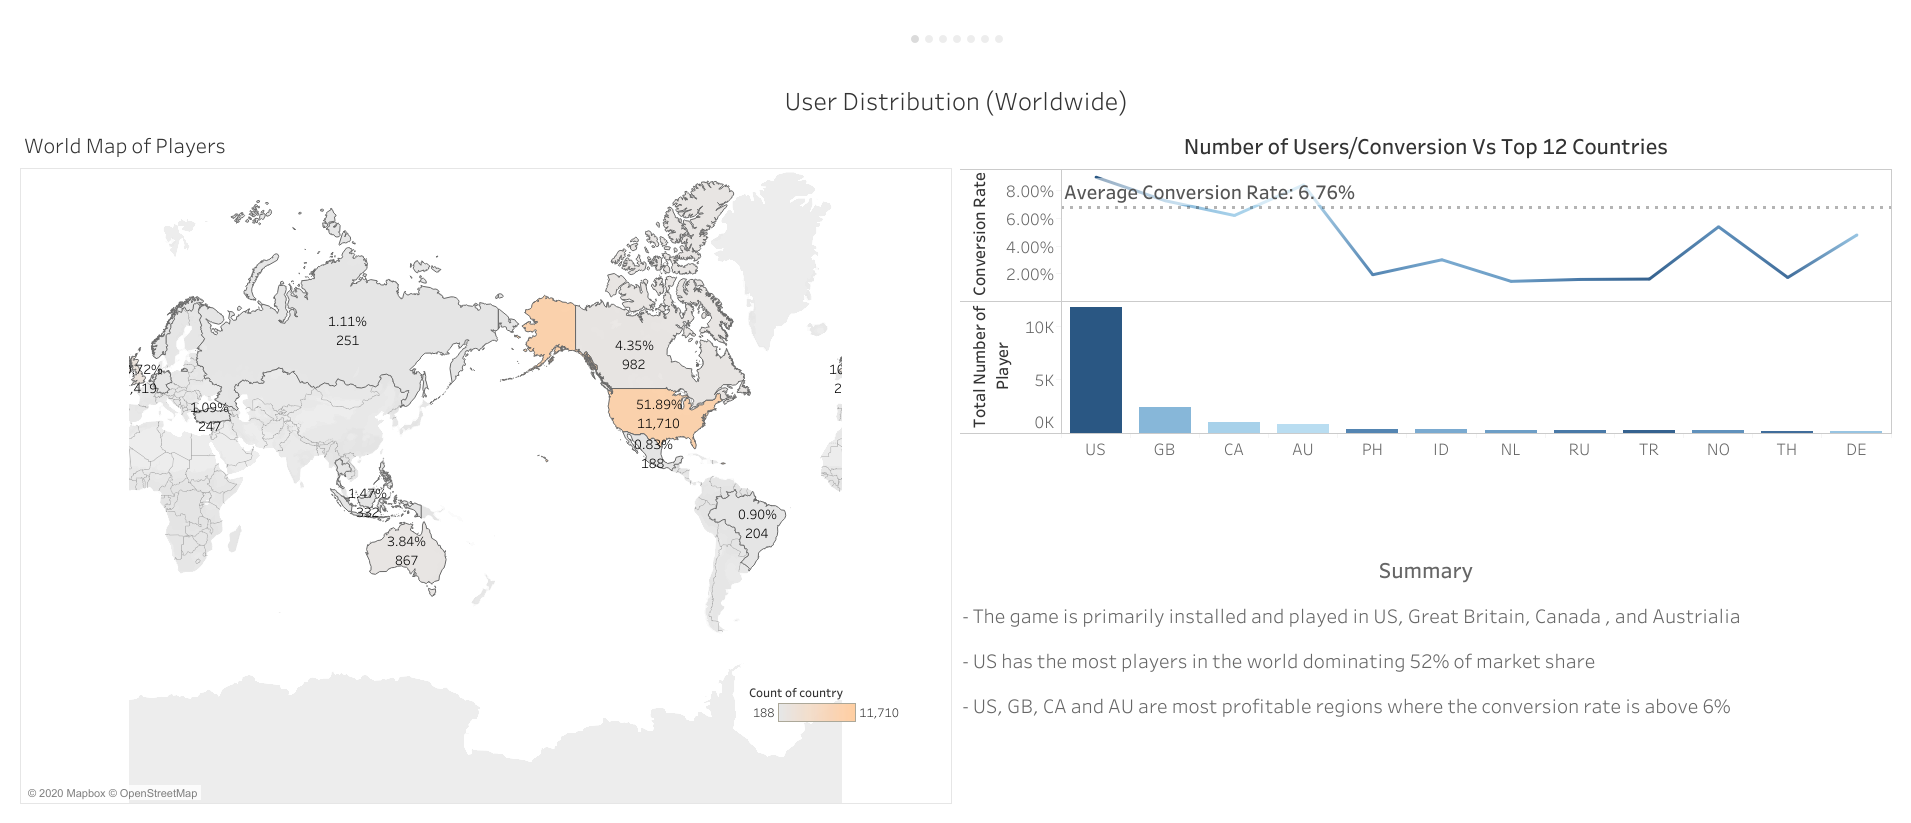 User Distribution (Worldwide)
World Map of Players
1.11%
251
4.35%
982
.72%
,419
1.09%
247
51.89%
11,710
0.83%
188
1.47%
332
3.84%
867
0.90%
204
10
2
Count of country
188
11,710
© 2020 Mapbox © OpenStreetMap
Number of Users/Conversion Vs Top 12 Countries
Conversion Rate
8.00%
6.00%
4.00%
2.00%
Average Conversion Rate: 6.76%
Total Number of
Player
10K
5K
0K
US GB CA AU PH ID NL RU TR NO TH DE
Summary
- The game is primarily installed and played in US, Great Britain, Canada , and Austrialia
- US has the most players in the world dominating 52% of market share
- US, GB, CA and AU are most profitable regions where the conversion rate is above 6%